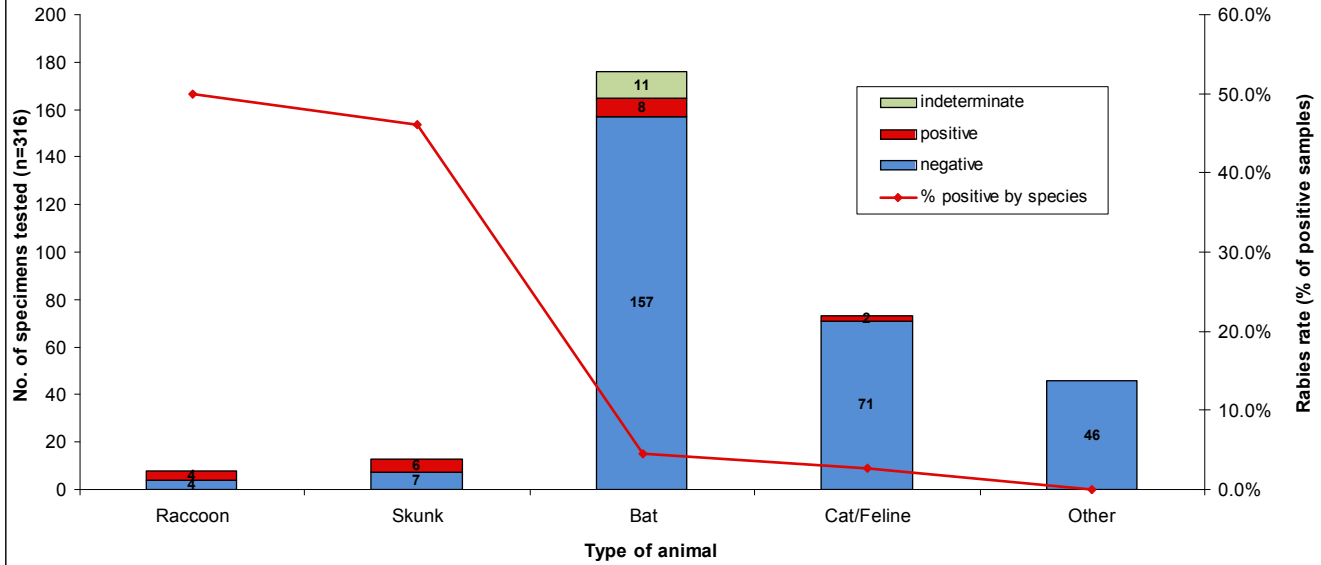 No. of specimens tested (n=316)
200
180
160
140
120
100
80
60
40
20
0
60.0%
50.0%
40.0%
30.0%
20.0%
10.0%
0.0%
Rabies rate (% of positive samples)
indeterminate
positive
negative
% positive by species
4
4
6
7
11
8
157
2
71
46
Raccoon
Skunk
Bat
Cat/Feline
Other
Type of animal